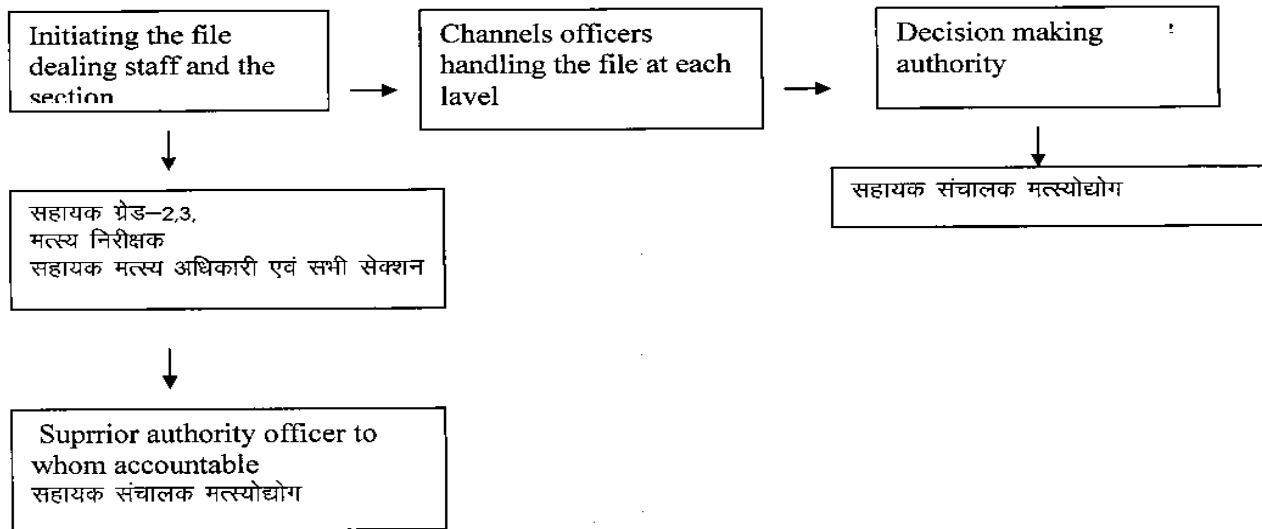 Initiating the file
dealing staff and the
section
Channels officers
handling the file at each
lavel
Decision making
authority
सहायक ग्रेड–2,3,
मत्स्य निरीक्षक
सहायक मत्स्य अधिकारी एवं सभी सेक्शन
सहायक संचालक मत्स्योद्योग
Suprrior authority officer to
whom accountable
सहायक संचालक मत्स्योद्योग